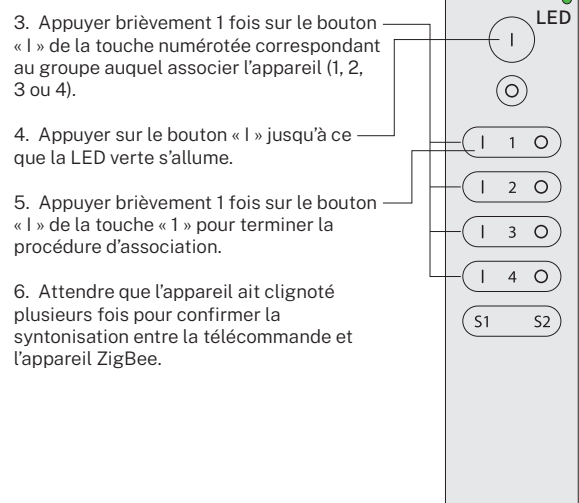 3. Appuyer brièvement 1 fois sur le bouton
« I » de la touche numérotée correspondant
au groupe auquel associer l'appareil (1, 2,
3 ou 4).
4. Appuyer sur le bouton « I » jusqu'à ce
que la LED verte s'allume.
5. Appuyer brièvement 1 fois sur le bouton
« I » de la touche « 1 » pour terminer la
procédure d'association.
6. Attendre que l'appareil ait clignoté
plusieurs fois pour confirmer la
syntonisation entre la télécommande et
l'appareil ZigBee.
LED
I
O
I 1 O
I 2 O
I 3 O
I 4 O
S1 S2